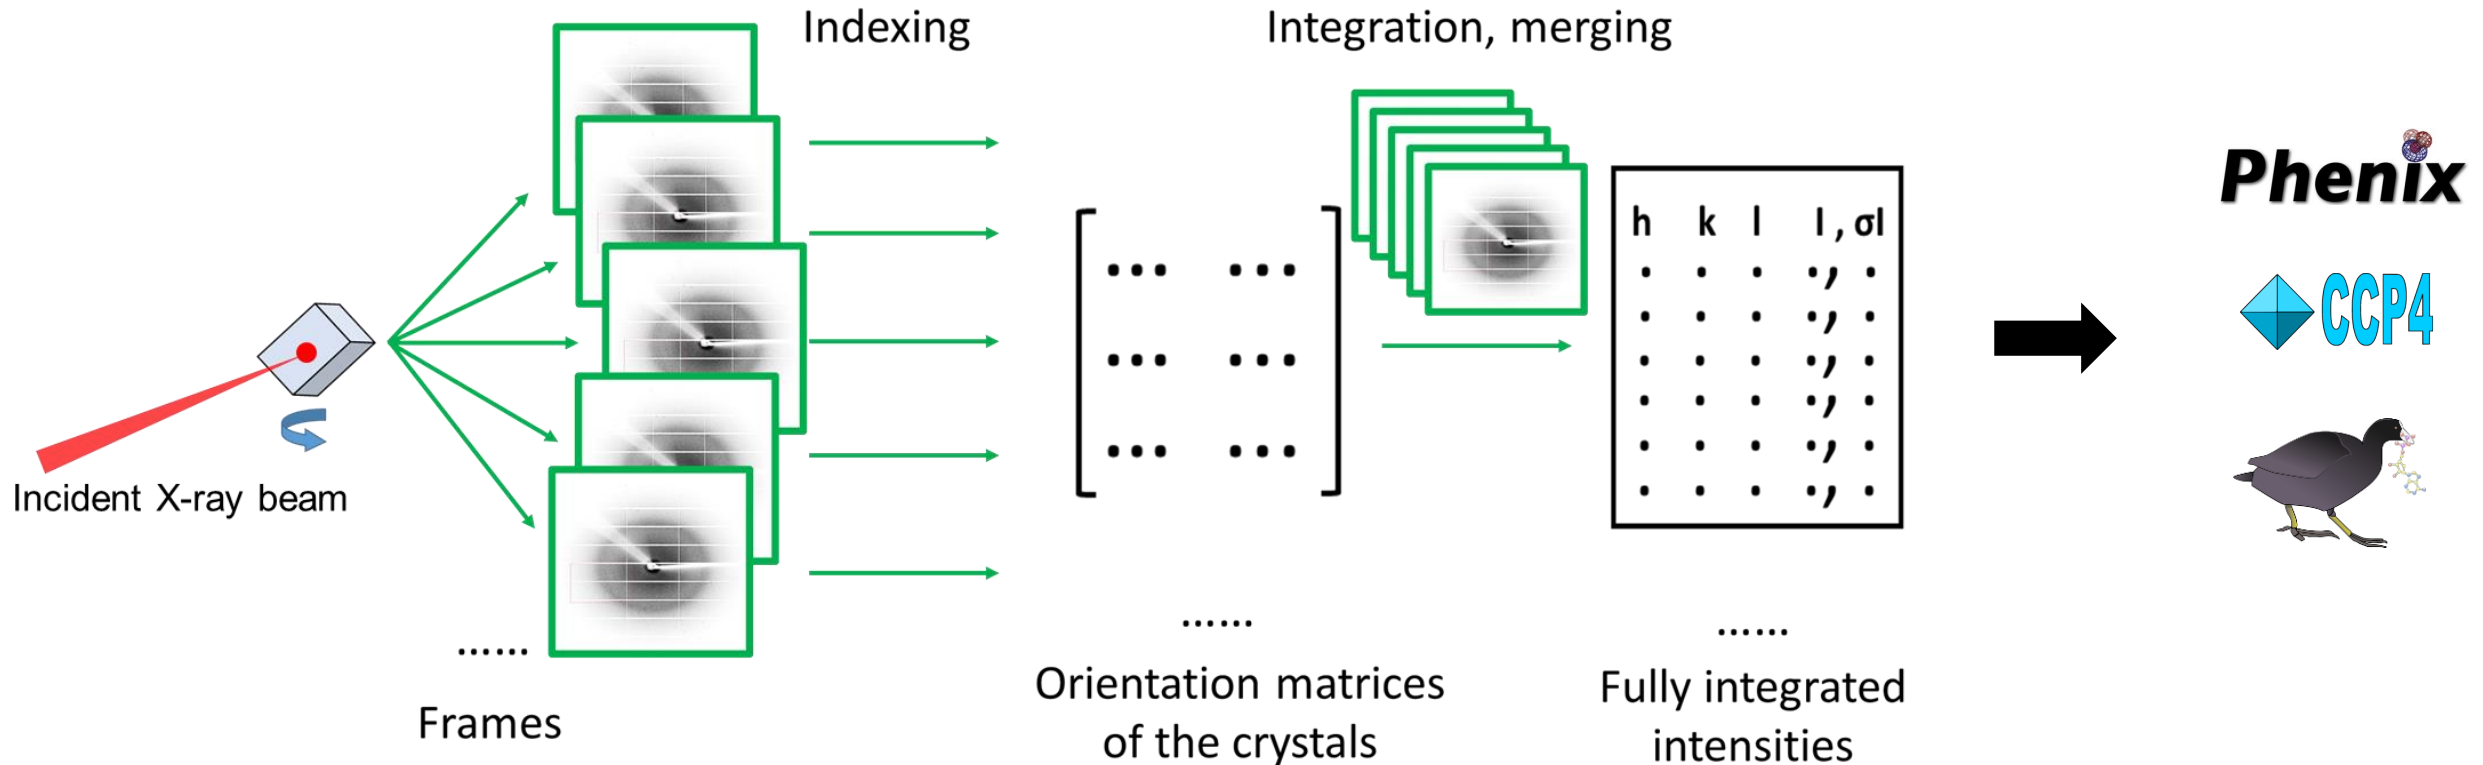 Indexing
Integration, merging
Phenix
h k l I , σI
... ...
., .
CCP4
., .
... ...
., .
., .
Incident X-ray beam
... ...
., .
., .
......
......
......
Orientation matrices
of the crystals
Fully integrated
intensities
Frames